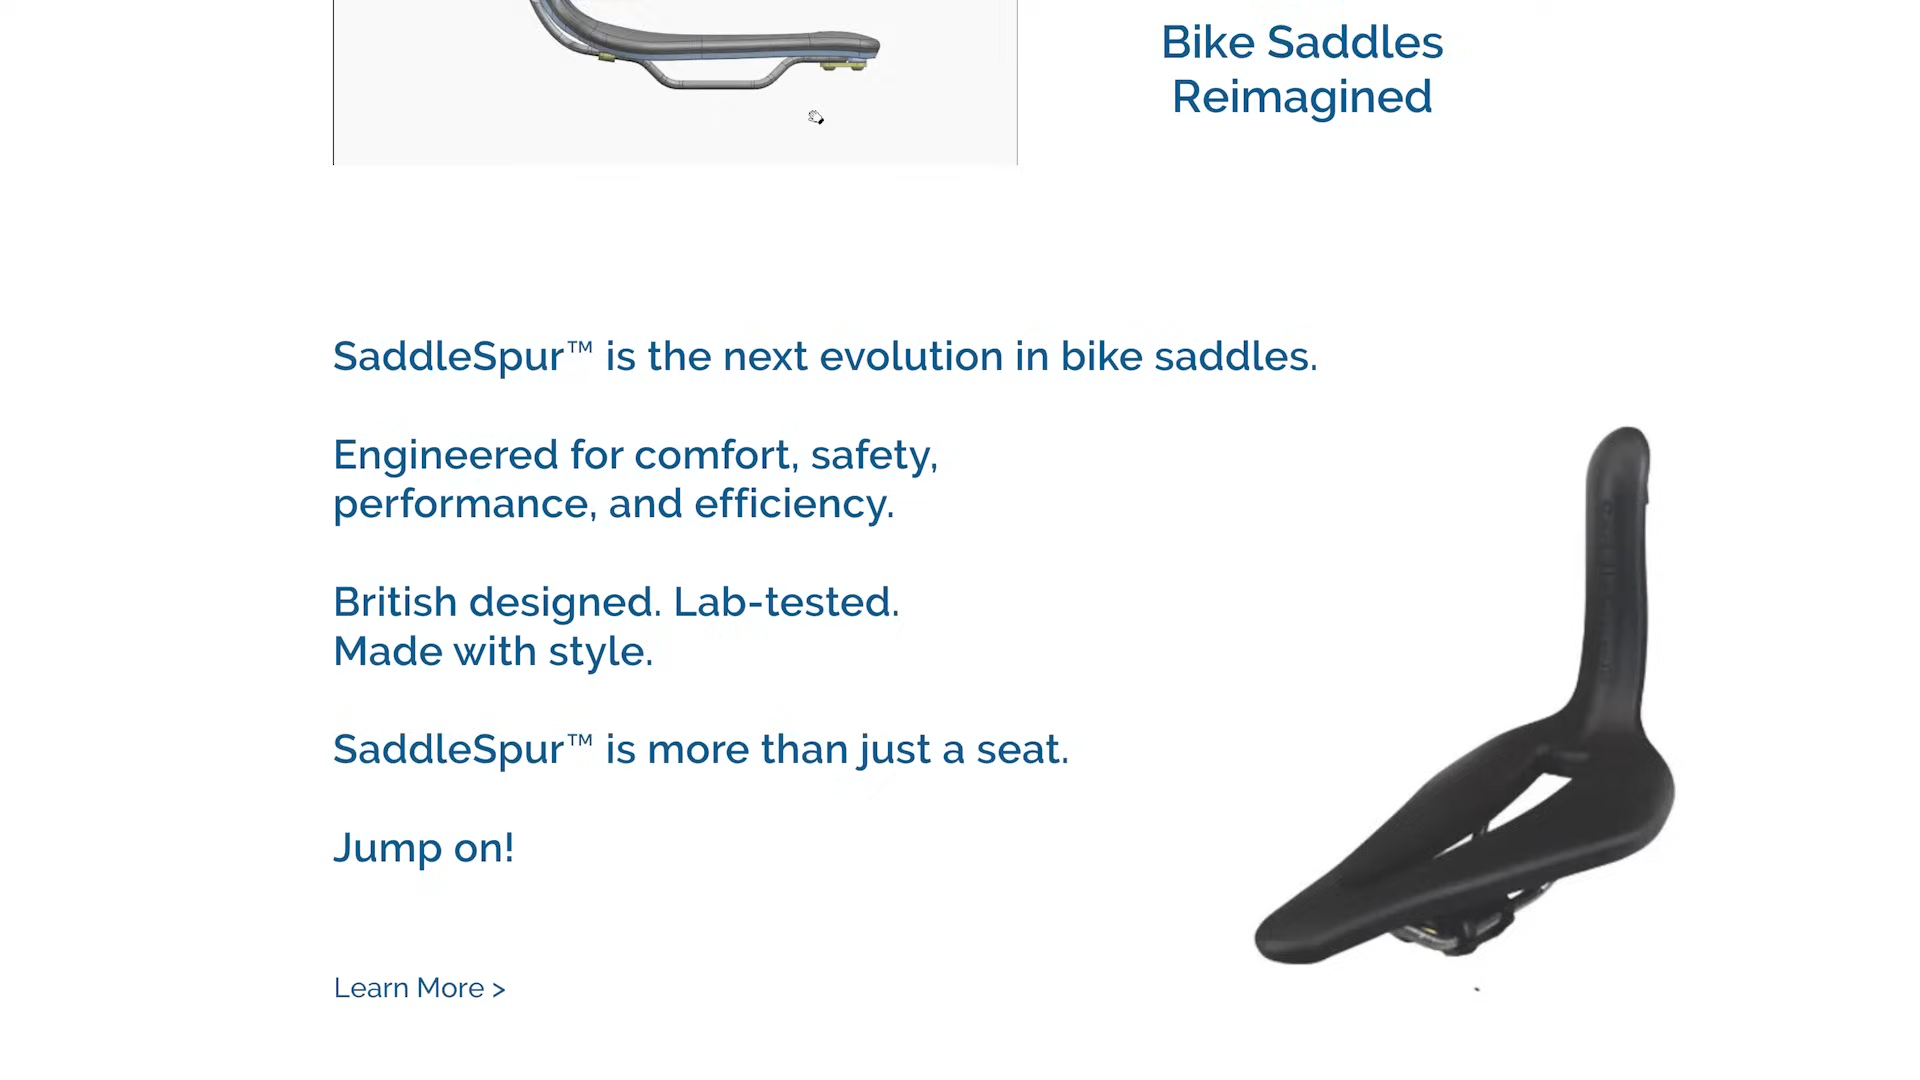 Bike Saddles
Reimagined
SaddleSpur™ is the next evolution in bike saddles.
Engineered for comfort, safety,
performance, and efficiency.
British designed. Lab-tested.
Made with style.
SaddleSpur™ is more than just a seat.
Jump on!
Learn More >